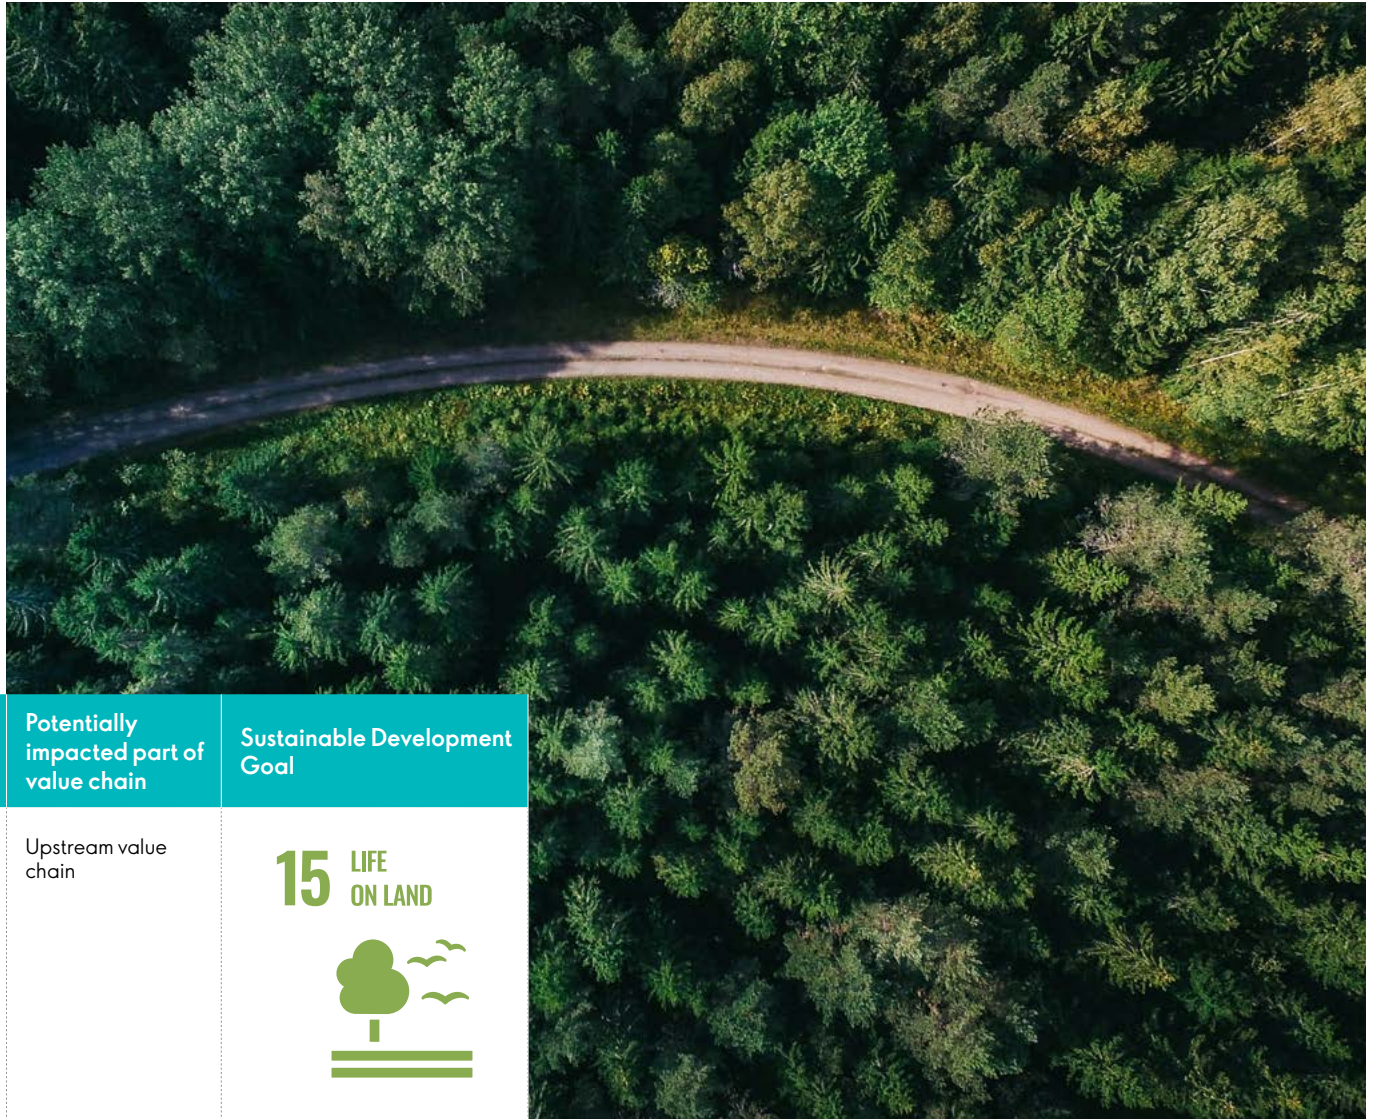 Potentially
impacted part of
value chain
Sustainable Development
Goal
Upstream value
chain
15 LIFE
ON LAND